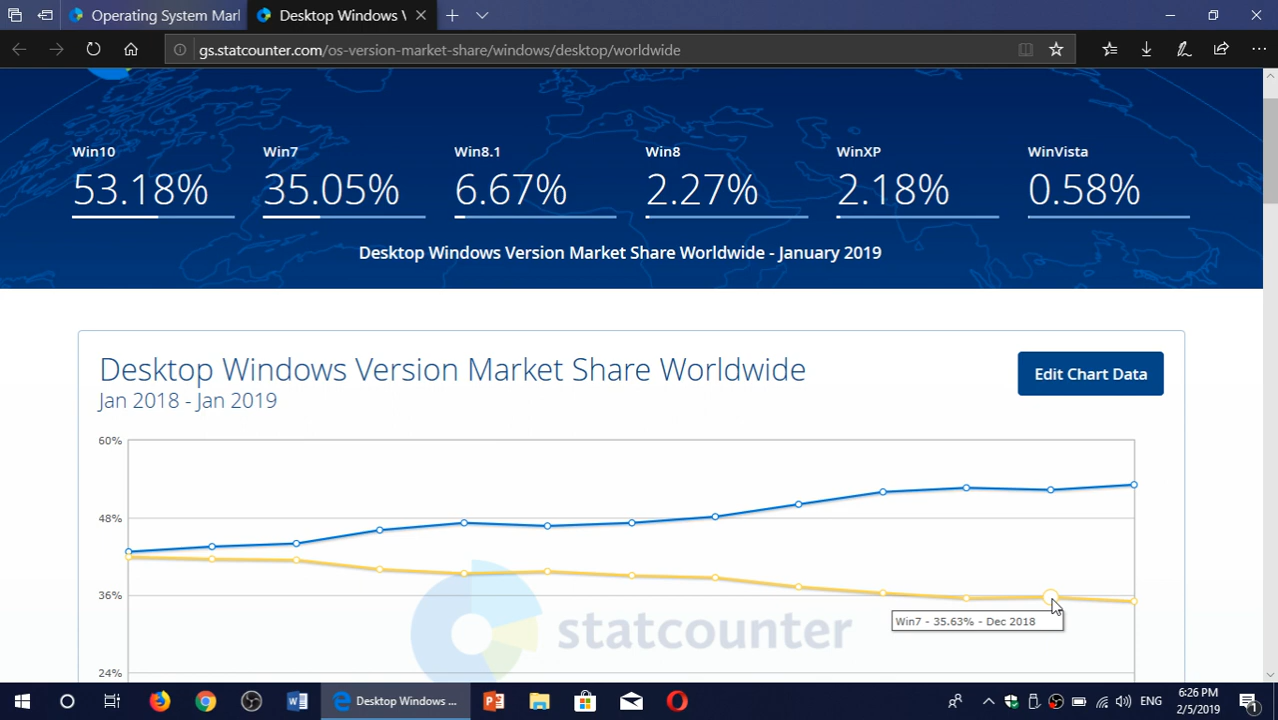 Operating System Marl
Desktop Windows V
gs.statcounter.com/os-version-market-share/windows/desktop/worldwide
Win10 Win7 Win8.1 Win8 WinXP WinVista
53.18% 35.05% 6.67% 2.27% 2.18% 0.58%
Desktop Windows Version Market Share Worldwide - January 2019
Desktop Windows Version Market Share Worldwide
Edit Chart Data
Jan 2018 - Jan 2019
60%
48%
36%
24%
statcounter
Win7 - 35.63% - Dec 2018
Desktop Windows ...
ENG
6:26 PM
2/5/2019
1